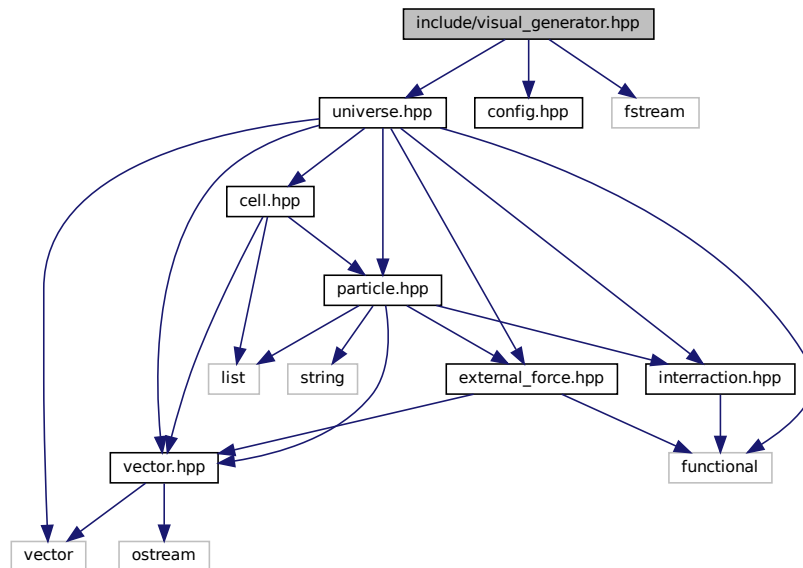 include/visual_generator.hpp
universe.hpp
config.hpp
fstream
cell.hpp
particle.hpp
list
string
external_force.hpp
interraction.hpp
vector.hpp
functional
vector
ostream